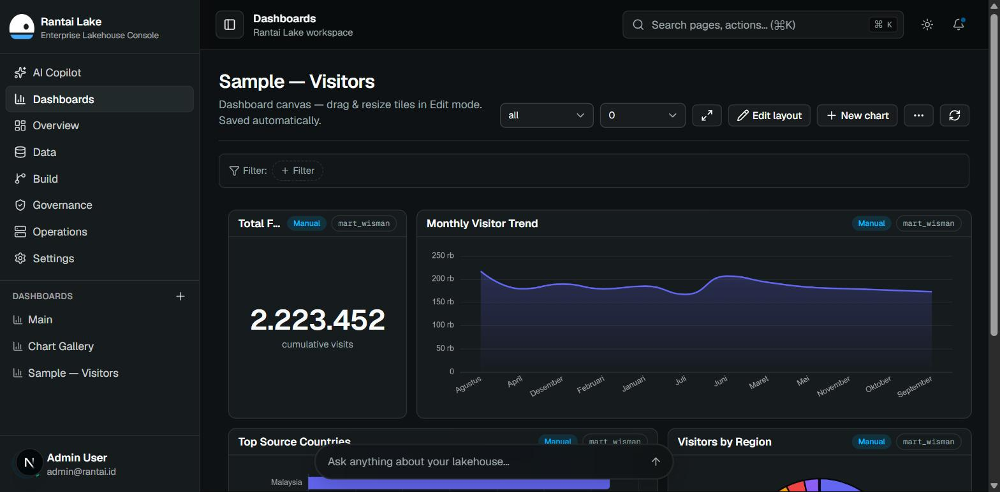 Rantai Lake
Enterprise Lakehouse Console
AI Copilot
Dashboards
Overview
Data
Build
Governance
Operations
Settings
DASHBOARDS
Main
Chart Gallery
Sample — Visitors
N
Admin User
admin@rantai.id
Dashboards
Rantai Lake workspace
Search pages, actions... (⌘K)
⌘ K
Sample — Visitors
Dashboard canvas — drag & resize tiles in Edit mode.
Saved automatically.
all
0
Edit layout
New chart
Filter:
+ Filter
Total F...
Manual
mart_wisman
2.223.452
cumulative visits
Monthly Visitor Trend
Manual
mart_wisman
250 rb
200 rb
150 rb
100 rb
50 rb
0
Agustus
April
Desember
Februari
Januari
Juli
Juni
Maret
Mei
November
Oktober
September
Top Source Countries
Manual
mart_wisman
Malaysia
Visitors by Region
Manual
mart_wisman
Ask anything about your lakehouse...